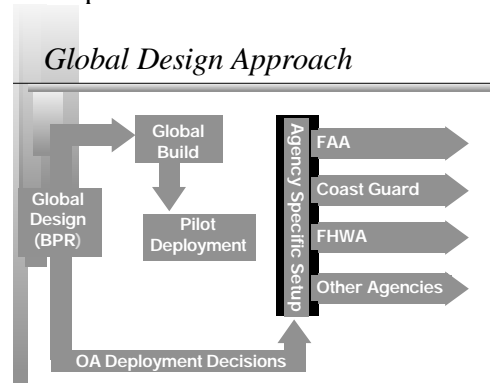 Global Design Approach
Global
Build
Global
Design
(BPR)
Pilot
Deployment
OA Deployment Decisions
Agency Specific Setup
FAA
Coast Guard
FHWA
Other Agencies